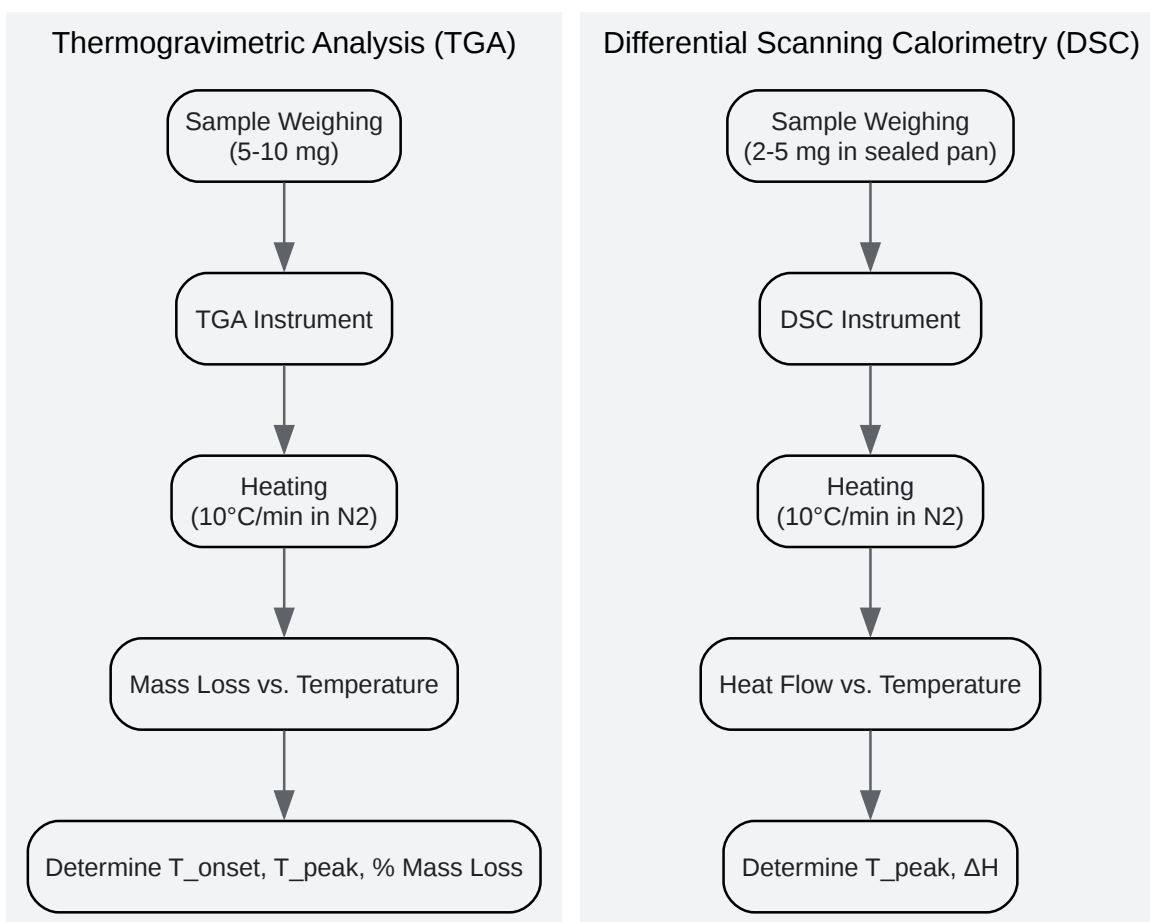 Thermogravimetric Analysis (TGA)
Sample Weighing
(5-10 mg)
TGA Instrument
Heating
(10°C/min in N2)
Mass Loss vs. Temperature
Determine T_onset, T_peak, % Mass Loss
Differential Scanning Calorimetry (DSC)
Sample Weighing
(2-5 mg in sealed pan)
DSC Instrument
Heating
(10°C/min in N2)
Heat Flow vs. Temperature
Determine T_peak, ΔH